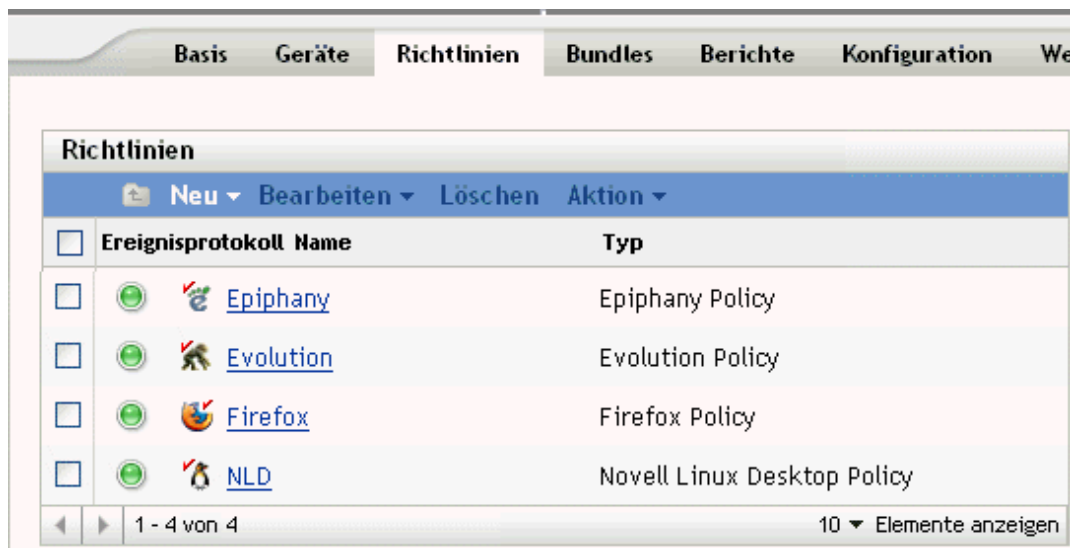 Basis Geräte Richtlinien Bundles Berichte Konfiguration We
Richtlinien
Neu Bearbeiten Löschen Aktion
Ereignisprotokoll Name Typ
Epiphany Epiphany Policy
Evolution Evolution Policy
Firefox Firefox Policy
NLD Novell Linux Desktop Policy
1 - 4 von 4 10 Elemente anzeigen